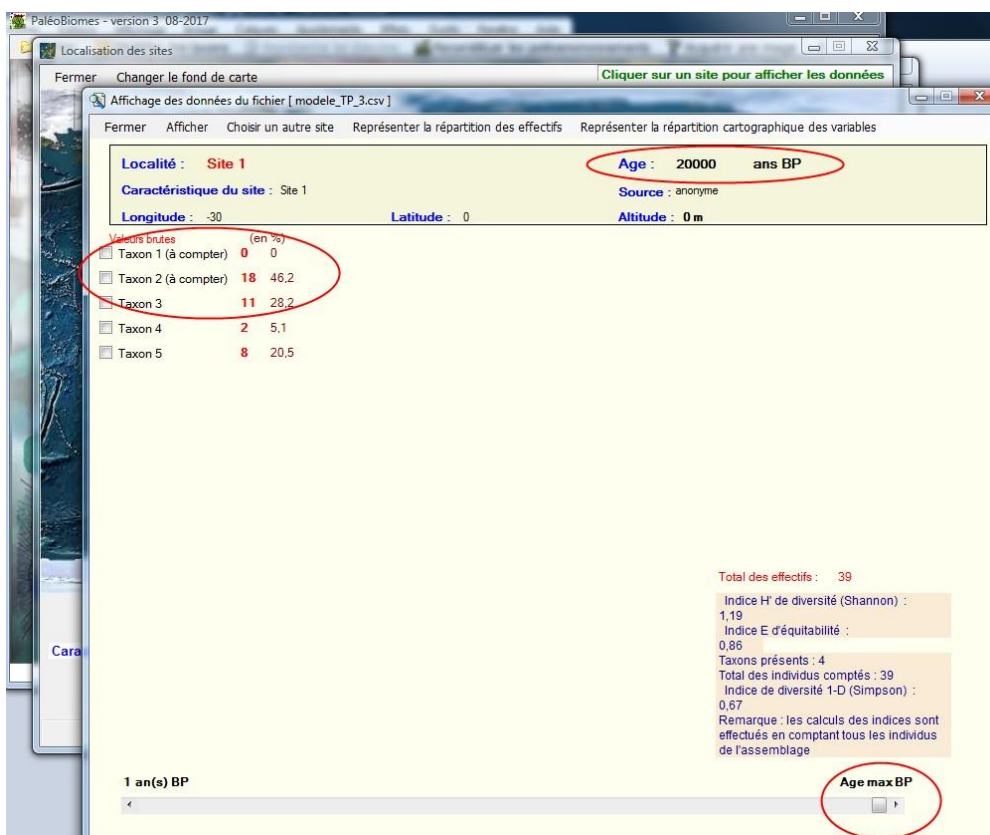 PaléoBiomes - version 3 08-2017
Localisation des sites
Fermer Changer le fond de carte Cliquer sur un site pour afficher les données
Affichage des données du fichier [ modele_TP_3.csv ]
Fermer Afficher Choisir un autre site Représenter la répartition des effectifs Représenter la répartition cartographique des variables
Localité : Site 1 Age : 20000 ans BP
Caractéristique du site : Site 1 Source : anonyme
Longitude : -30 Latitude : 0 Altitude : 0 m
Valeurs brutes (en %)
Taxon 1 (à compter) 0 0
Taxon 2 (à compter) 18 46,2
Taxon 3 11 28,2
Taxon 4 2 5,1
Taxon 5 8 20,5
Total des effectifs : 39
Indice H' de diversité (Shannon) :
1,19
Indice E d'équitabilité :
0,86
Taxons présents : 4
Total des individus comptés : 39
Indice de diversité 1-D (Simpson) :
0,67
Remarque : les calculs des indices sont
effectués en comptant tous les individus
de l'assemblage
Cara
1 an(s) BP Age max BP